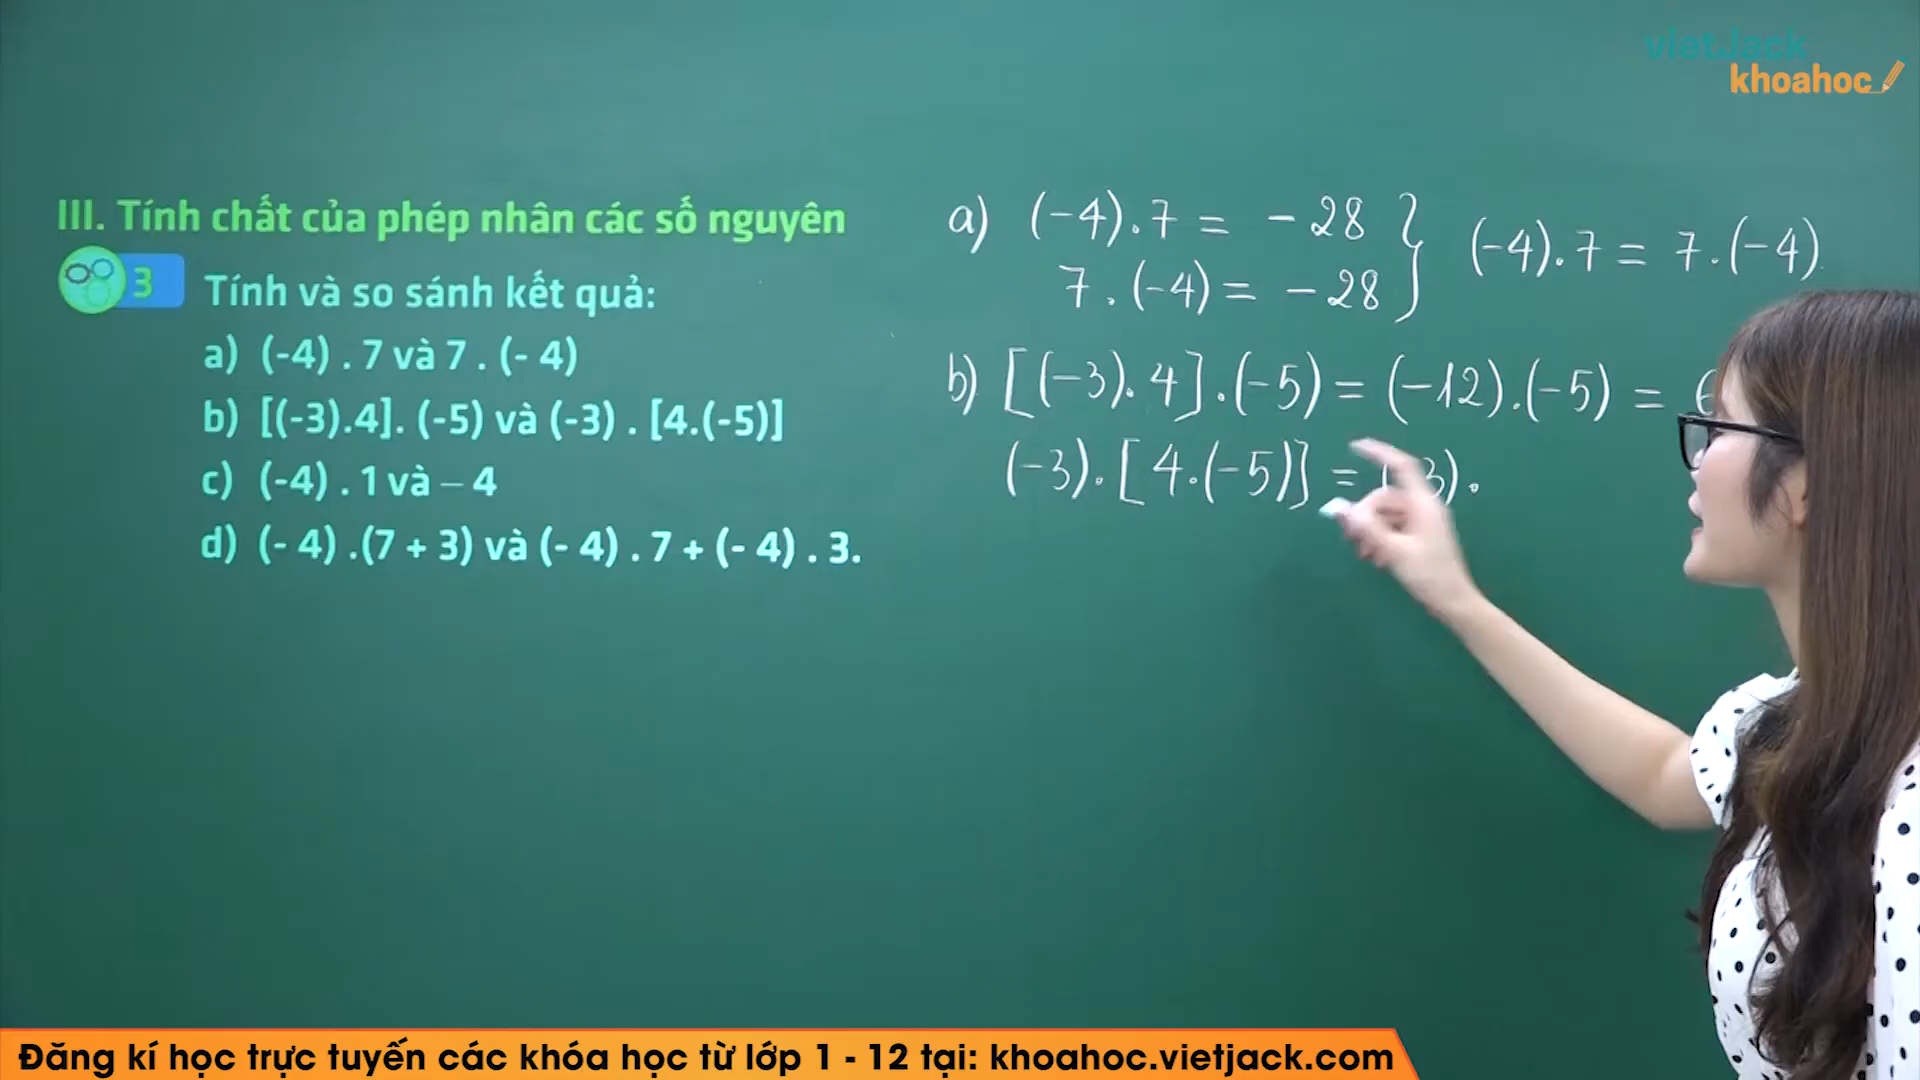 vietJack
khoahoc
III. Tính chất của phép nhân các số nguyên
3
Tính và so sánh kết quả:
a) (-4) . 7 và 7 . (- 4)
b) [(-3).4]. (-5) và (-3) . [4.(-5)]
c) (-4) . 1 và – 4
d) (- 4) .(7 + 3) và (- 4) . 7 + (- 4) . 3.
a) (-4).7 = -28
7.(-4) = -28
} (-4).7 = 7.(-4)
b) [(-3).4].(-5) = (-12).(-5) =
(-3).[4.(-5)] =
Đăng kí học trực tuyến các khóa học từ lớp 1 - 12 tại: khoahoc.vietjack.com